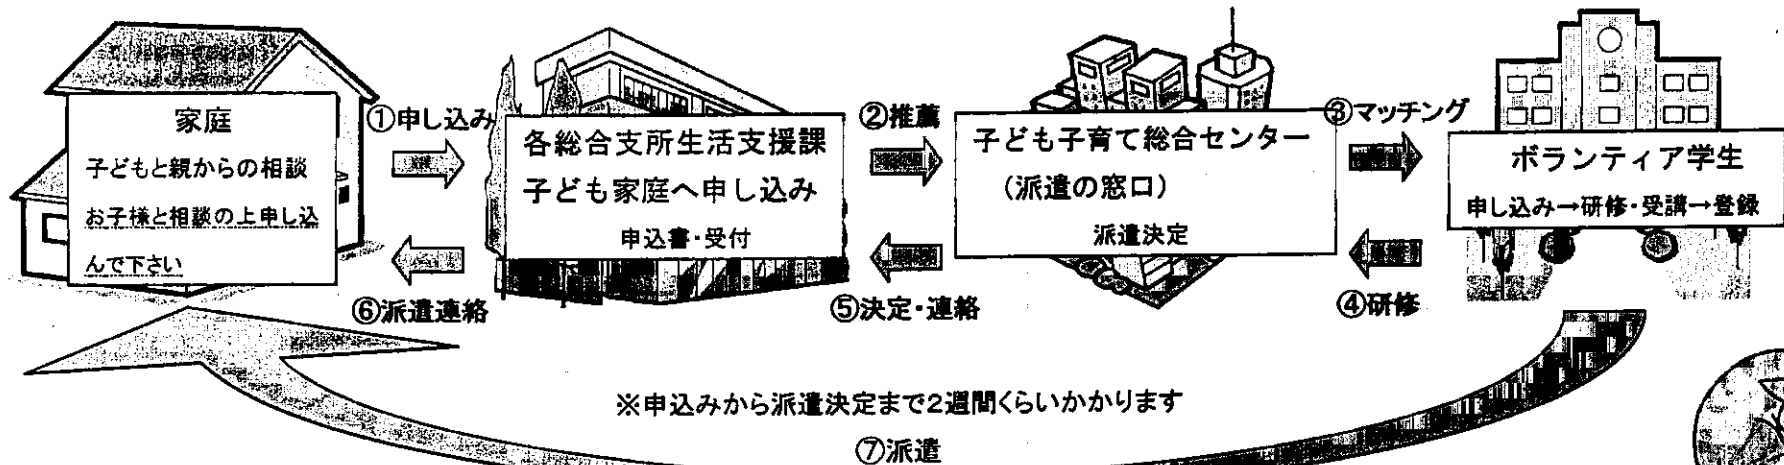 家庭
子どもと親からの相談
お子様と相談の上申し込
んで下さい
①申し込み
⑥派遣連絡
各総合支所生活支援課
子ども家庭へ申し込み
申込書・受付
②推薦
⑤決定・連絡
子ども子育て総合センター
（派遣の窓口）
派遣決定
③マッチング
④研修
ボランティア学生
申し込み→研修・受講→登録
※申込みから派遣決定まで2週間くらいかかります
⑦派遣